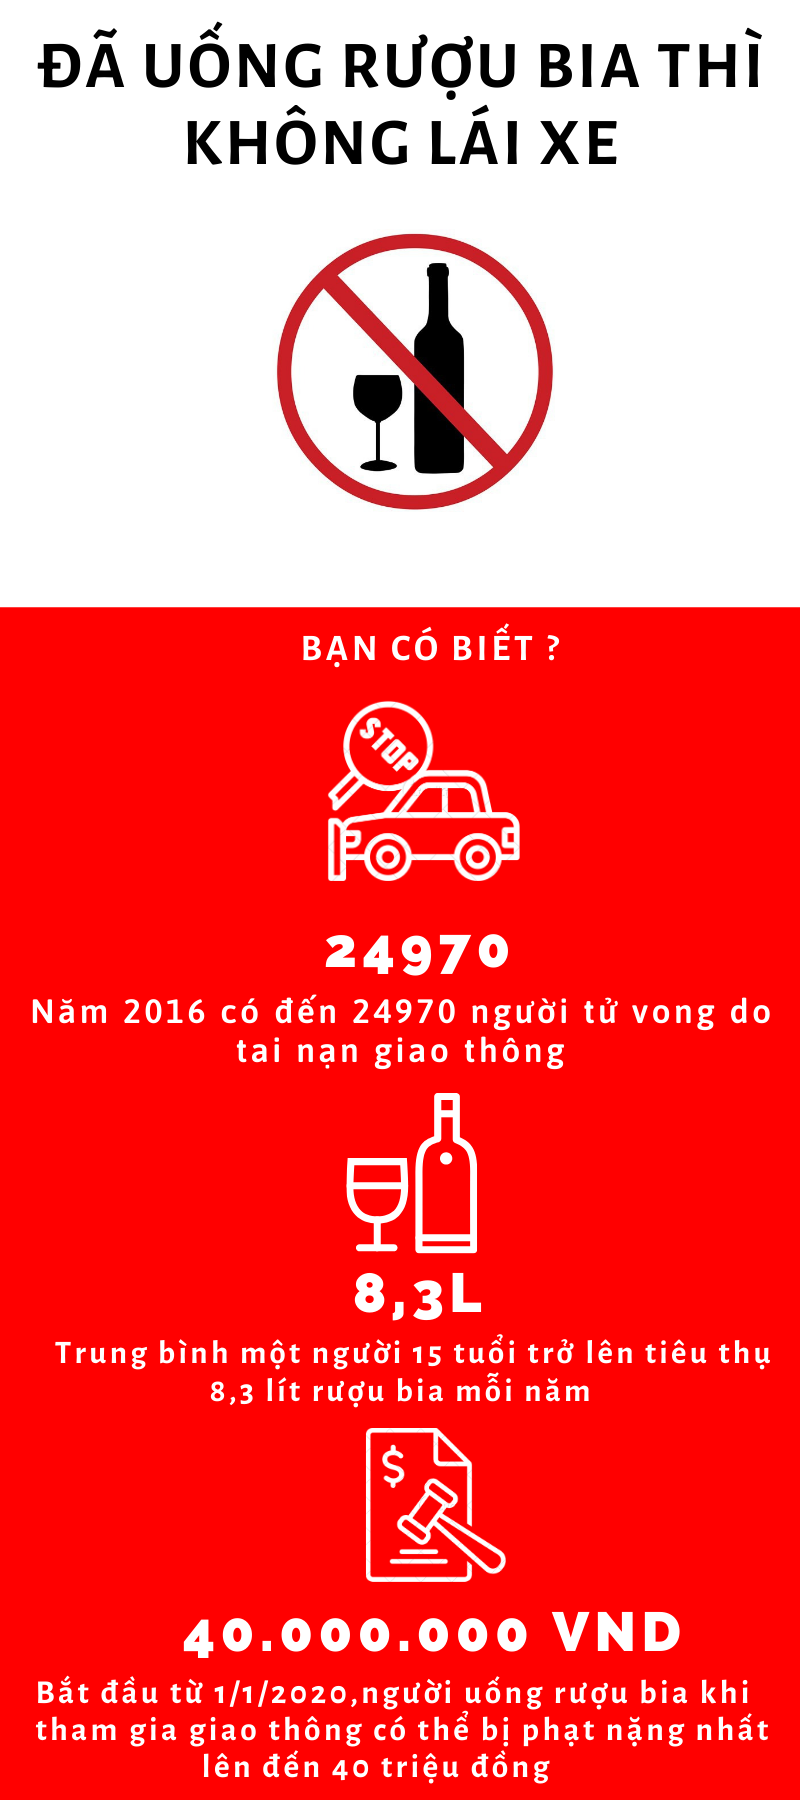 ĐÃ UỐNG RƯỢU BIA THÌ
KHÔNG LÁI XE
BẠN CÓ BIẾT ?
STOP
24970
Năm 2016 có đến 24970 người tử vong do
tai nạn giao thông
8,3L
Trung bình một người 15 tuổi trở lên tiêu thụ
8,3 lít rượu bia mỗi năm
$
40.000.000 VND
Bắt đầu từ 1/1/2020,người uống rượu bia khi
tham gia giao thông có thể bị phạt nặng nhất
lên đến 40 triệu đồng